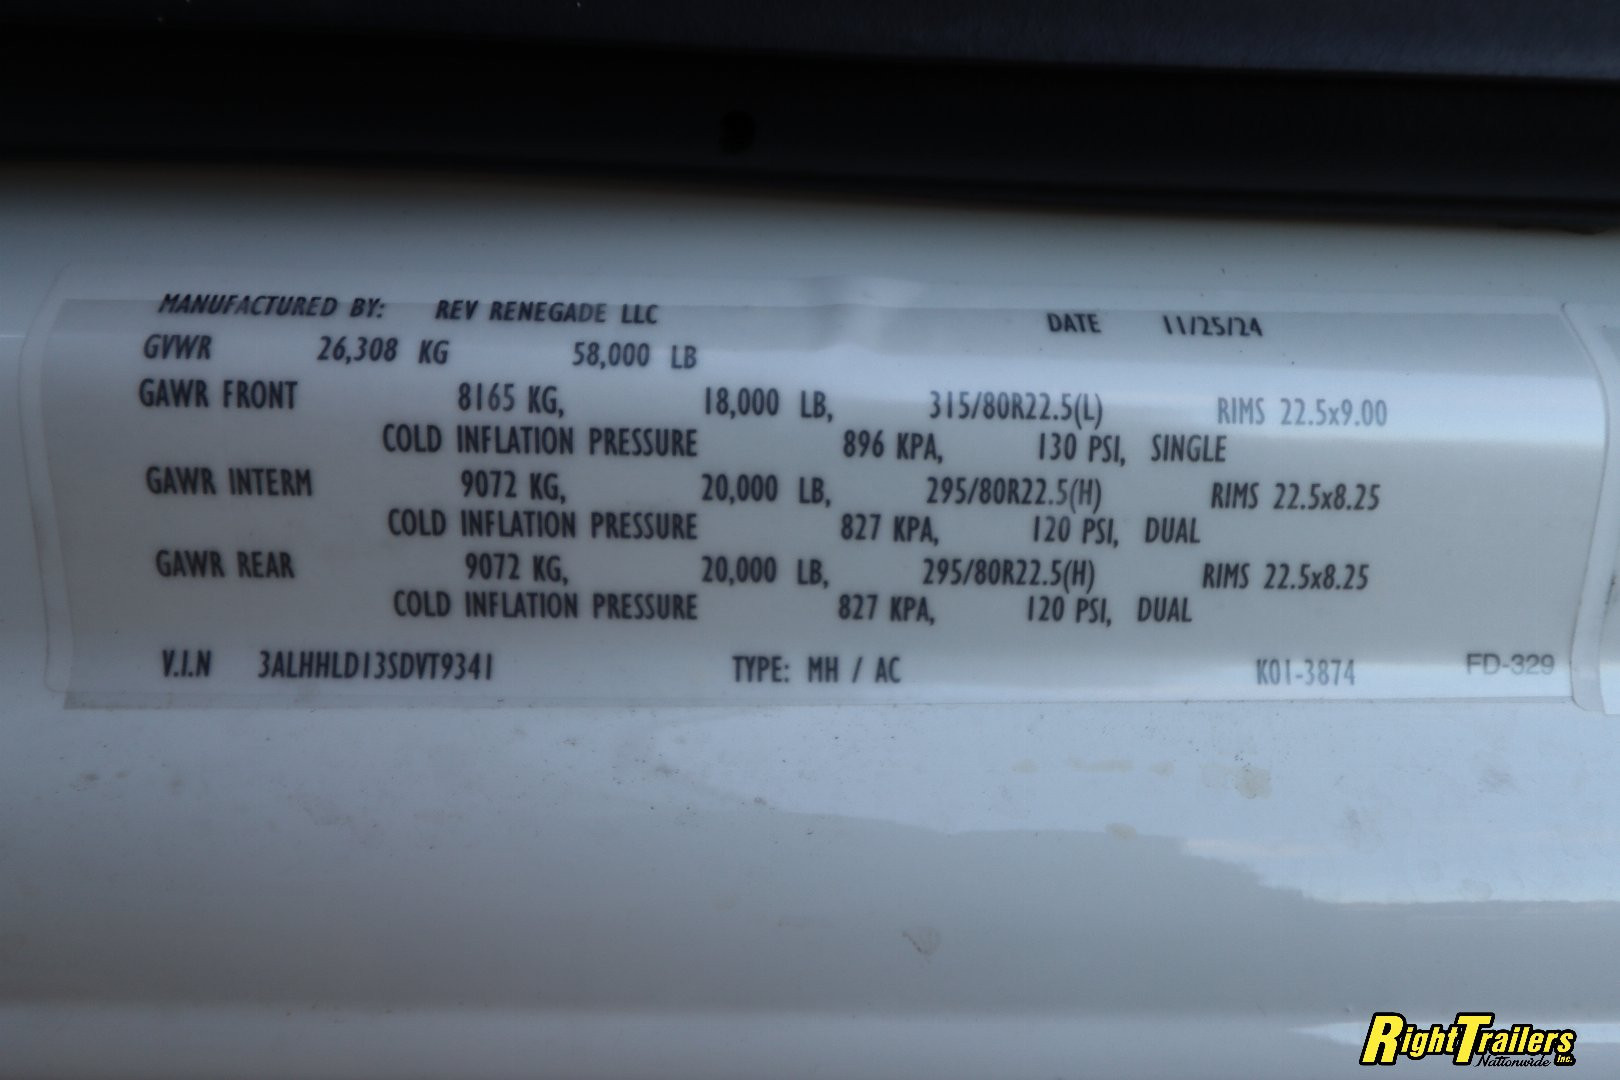 MANUFACTURED BY: REV RENEGADE LLC DATE 11/25/24
GVWR 26,308 KG 58,000 LB
GAWR FRONT 8165 KG, 18,000 LB, 315/80R22.5(L) RIMS 22.5x9.00
COLD INFLATION PRESSURE 896 KPA, 130 PSI, SINGLE
GAWR INTERM 9072 KG, 20,000 LB, 295/80R22.5(H) RIMS 22.5x8.25
COLD INFLATION PRESSURE 827 KPA, 120 PSI, DUAL
GAWR REAR 9072 KG, 20,000 LB, 295/80R22.5(H) RIMS 22.5x8.25
COLD INFLATION PRESSURE 827 KPA, 120 PSI, DUAL
V.I.N 3ALHHLD13SDVT9341 TYPE: MH / AC K01-3874 FD-329
RightTrailers
Nationwide Inc.